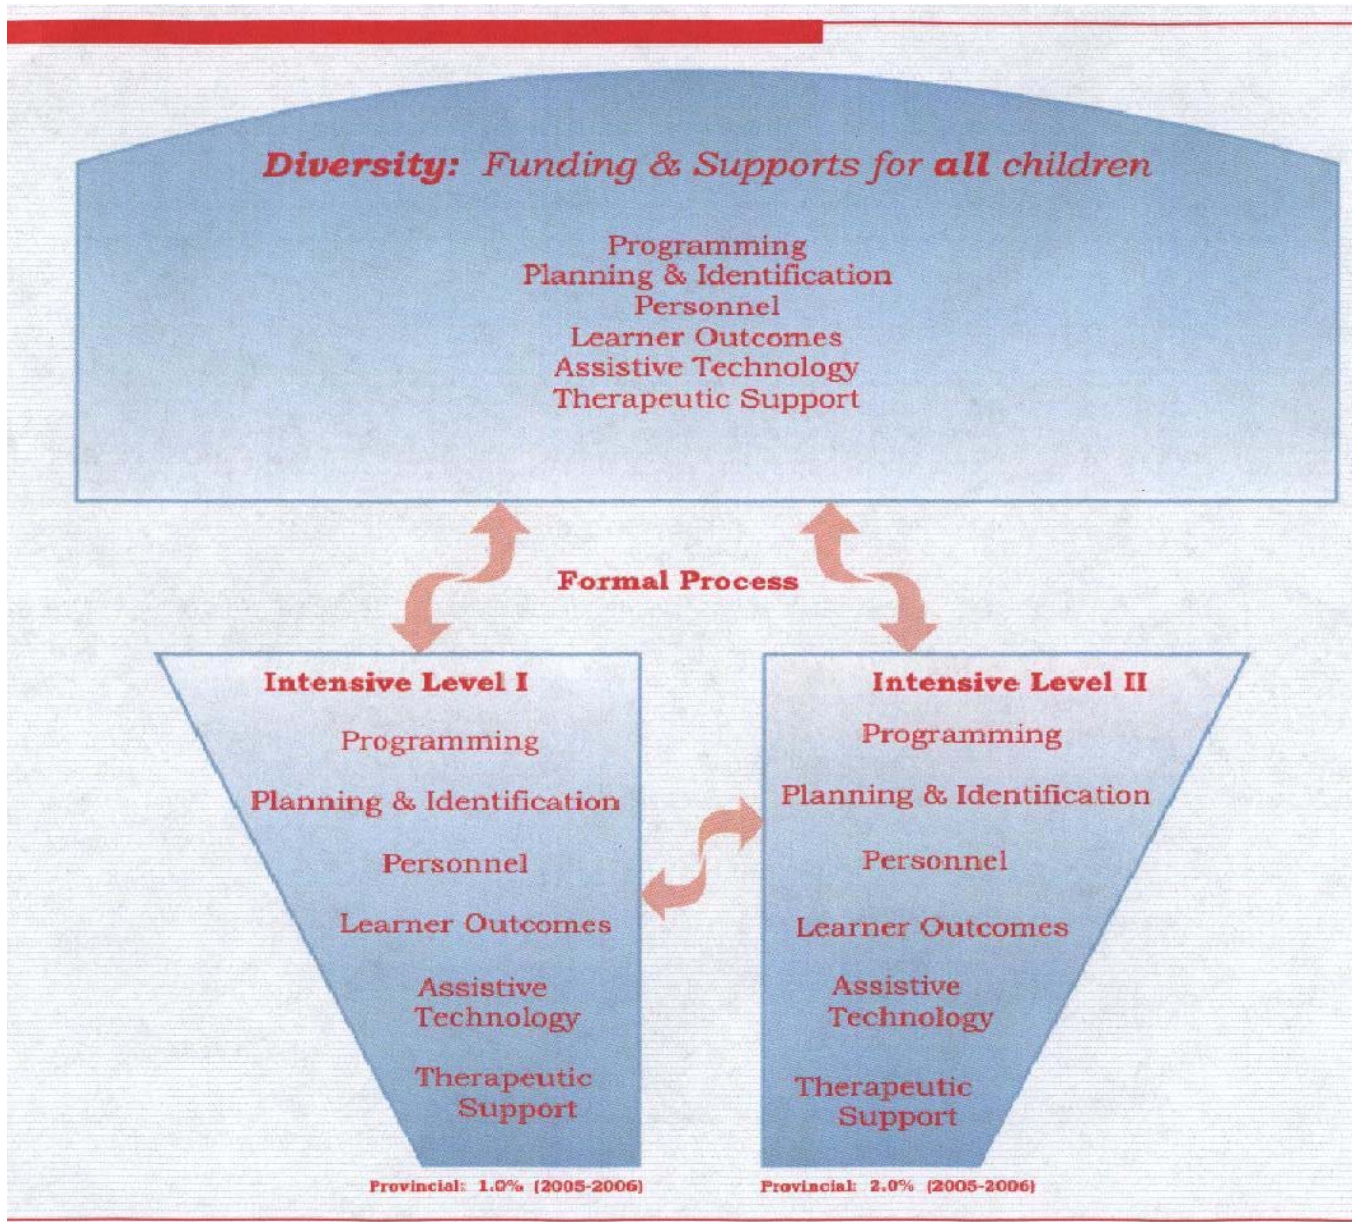 Diversity: Funding & Supports for all children
Programming
Planning & Identification
Personnel
Learner Outcomes
Assistive Technology
Therapeutic Support
Formal Process
Intensive Level I
Programming
Planning & Identification
Personnel
Learner Outcomes
Assistive
Technology
Therapeutic
Support
Provincial: 1.0% (2005-2006)
Intensive Level II
Programming
Planning & Identification
Personnel
Learner Outcomes
Assistive
Technology
Therapeutic
Support
Provincial: 2.0% (2005-2006)